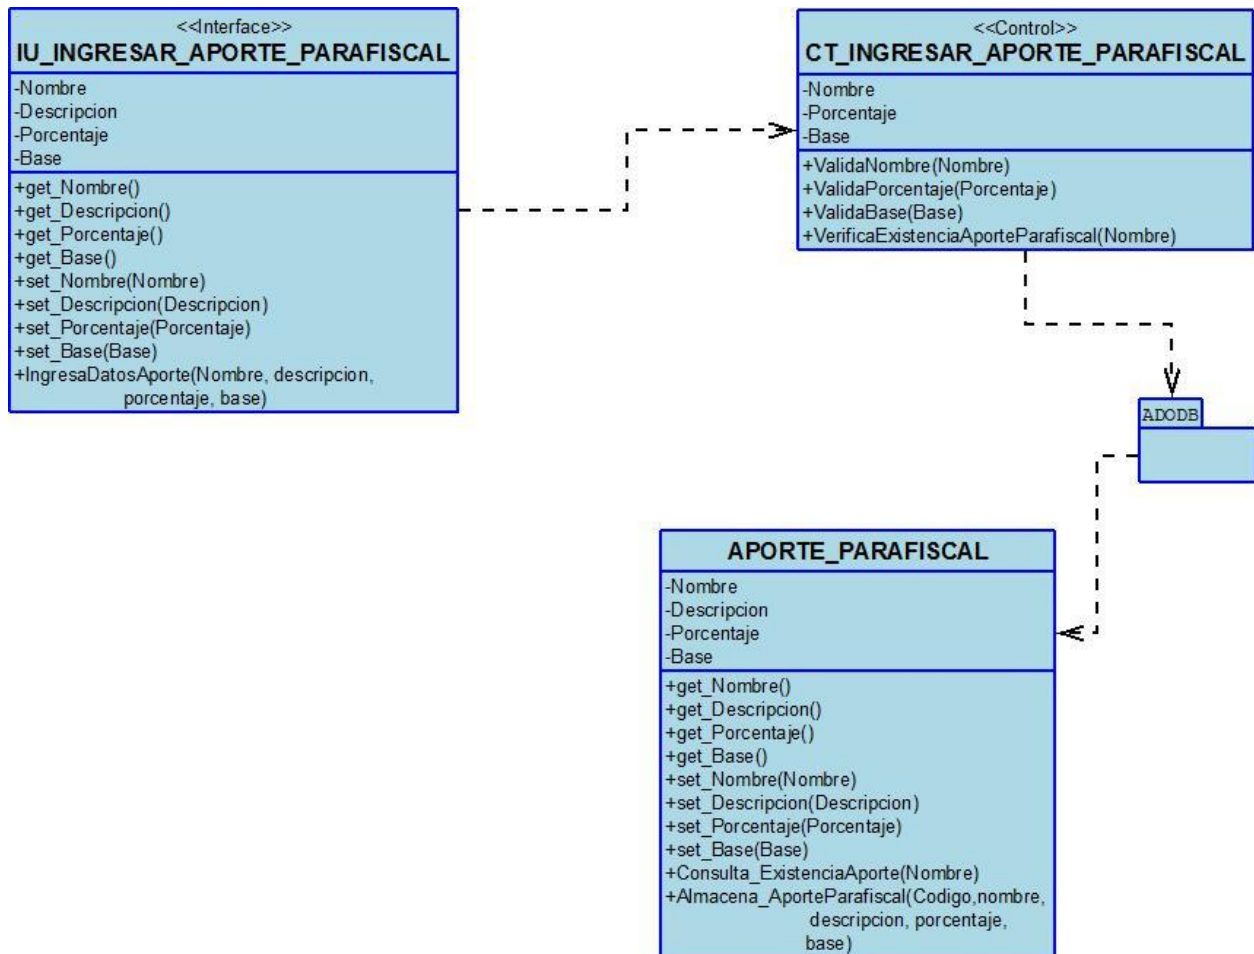 <<Interface>>
IU_INGRESAR_APORTE_PARAFISCAL
-Nombre
-Descripcion
-Porcentaje
-Base
+get_Nombre()
+get_Descripcion()
+get_Porcentaje()
+get_Base()
+set_Nombre(Nombre)
+set_Descripcion(Descripcion)
+set_Porcentaje(Porcentaje)
+set_Base(Base)
+IngresaDatosAporte(Nombre, descripcion,
porcentaje, base)
<<Control>>
CT_INGRESAR_APORTE_PARAFISCAL
-Nombre
-Porcentaje
-Base
+ValidaNombre(Nombre)
+ValidaPorcentaje(Porcentaje)
+ValidaBase(Base)
+VerificaExistenciaAporteParafiscal(Nombre)
ADODB
APORTE_PARAFISCAL
-Nombre
-Descripcion
-Porcentaje
-Base
+get_Nombre()
+get_Descripcion()
+get_Porcentaje()
+get_Base()
+set_Nombre(Nombre)
+set_Descripcion(Descripcion)
+set_Porcentaje(Porcentaje)
+set_Base(Base)
+Consulta_ExistenciaAporte(Nombre)
+Almacena_AporteParafiscal(Codigo,nombre,
descripcion, porcentaje,
base)